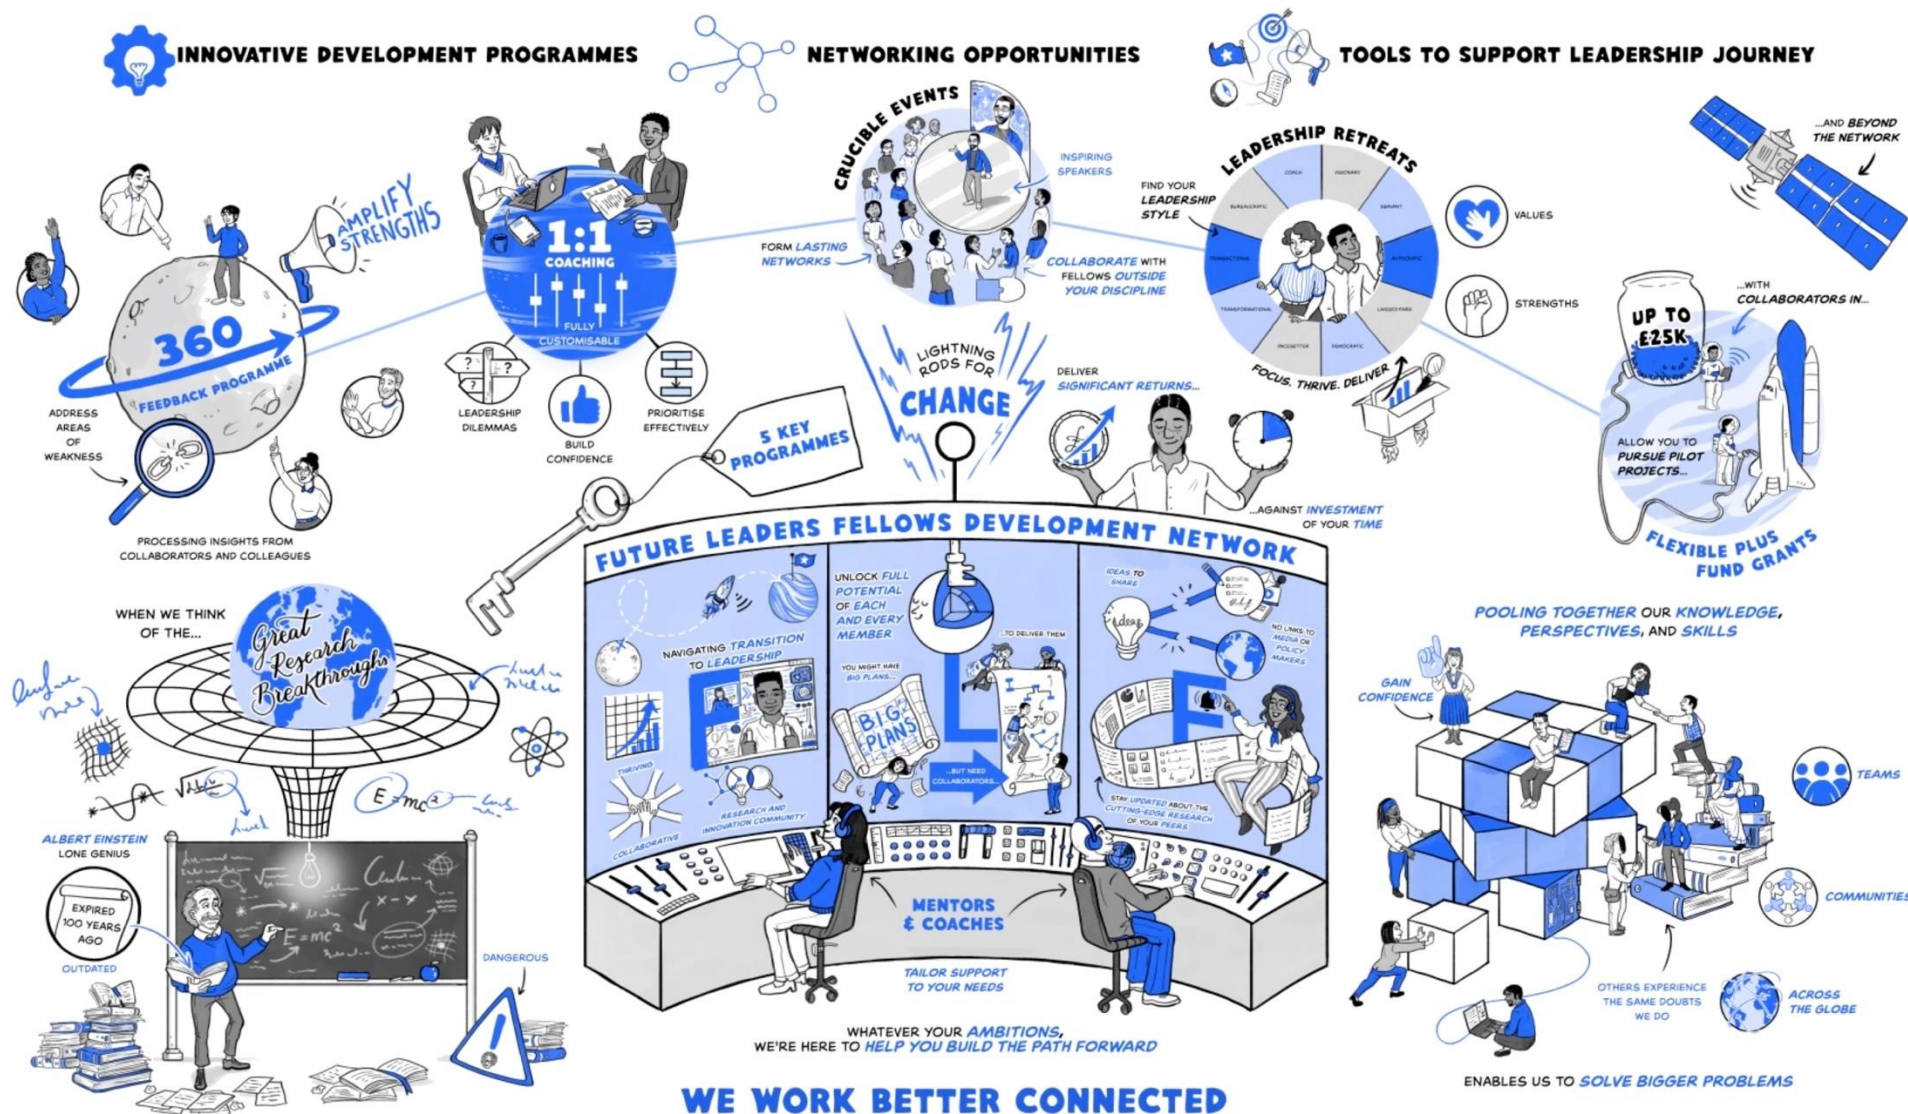 INNOVATIVE DEVELOPMENT PROGRAMMES
NETWORKING OPPORTUNITIES
TOOLS TO SUPPORT LEADERSHIP JOURNEY
AMPLIFY
STRENGTHS
360
FEEDBACK PROGRAMME
ADDRESS
AREAS
OF
WEAKNESS
PROCESSING INSIGHTS FROM
COLLABORATORS AND COLLEAGUES
1:1
COACHING
FULLY
CUSTOMISABLE
?
?
?
LEADERSHIP
DILEMMAS
BUILD
CONFIDENCE
PRIORITISE
EFFECTIVELY
CRUCIBLE EVENTS
INSPIRING
SPEAKERS
FORM LASTING
NETWORKS
COLLABORATE WITH
FELLOWS OUTSIDE
YOUR DISCIPLINE
LEADERSHIP RETREATS
FIND YOUR
LEADERSHIP
STYLE
COACH
VISIONARY
BUREAUCRATIC
SERVANT
TRANSACTIONAL
AUTOCRATIC
TRANSFORMATIONAL
PACESETTER
DEMOCRATIC
FOCUS. THRIVE. DELIVER
VALUES
STRENGTHS
...AND BEYOND
THE NETWORK
UP TO
£25K
...WITH
COLLABORATORS IN...
ALLOW YOU TO
PURSUE PILOT
PROJECTS...
FLEXIBLE PLUS
FUND GRANTS
5 KEY
PROGRAMMES
LIGHTNING
RODS FOR
CHANGE
DELIVER
SIGNIFICANT RETURNS...
£
...AGAINST INVESTMENT
OF YOUR TIME
FUTURE LEADERS FELLOWS DEVELOPMENT NETWORK
NAVIGATING TRANSITION
TO LEADERSHIP
F
THRIVING
COLLABORATIVE
RESEARCH AND
INNOVATION COMMUNITY
UNLOCK FULL
POTENTIAL
OF EACH
AND EVERY
MEMBER
L
YOU MIGHT HAVE
BIG PLANS...
BIG
PLANS
...BUT NEED
COLLABORATORS...
...TO DELIVER THEM
IDEAS TO
SHARE
Ideas
NO LINKS TO
MEDIA OR
POLICY
MAKERS
F
STAY UPDATED ABOUT THE
CUTTING-EDGE RESEARCH
OF YOUR PEERS
MENTORS
& COACHES
TAILOR SUPPORT
TO YOUR NEEDS
WHATEVER YOUR AMBITIONS,
WE'RE HERE TO HELP YOU BUILD THE PATH FORWARD
WE WORK BETTER CONNECTED
WHEN WE THINK
OF THE...
Great
Research
Breakthroughs
E=mc²
ALBERT EINSTEIN
LONE GENIUS
EXPIRED
100 YEARS
AGO
OUTDATED
E=mc²
x-x
DANGEROUS
!
POOLING TOGETHER OUR KNOWLEDGE,
PERSPECTIVES, AND SKILLS
GAIN
CONFIDENCE
TEAMS
COMMUNITIES
OTHERS EXPERIENCE
THE SAME DOUBTS
WE DO
ACROSS
THE GLOBE
ENABLES US TO SOLVE BIGGER PROBLEMS